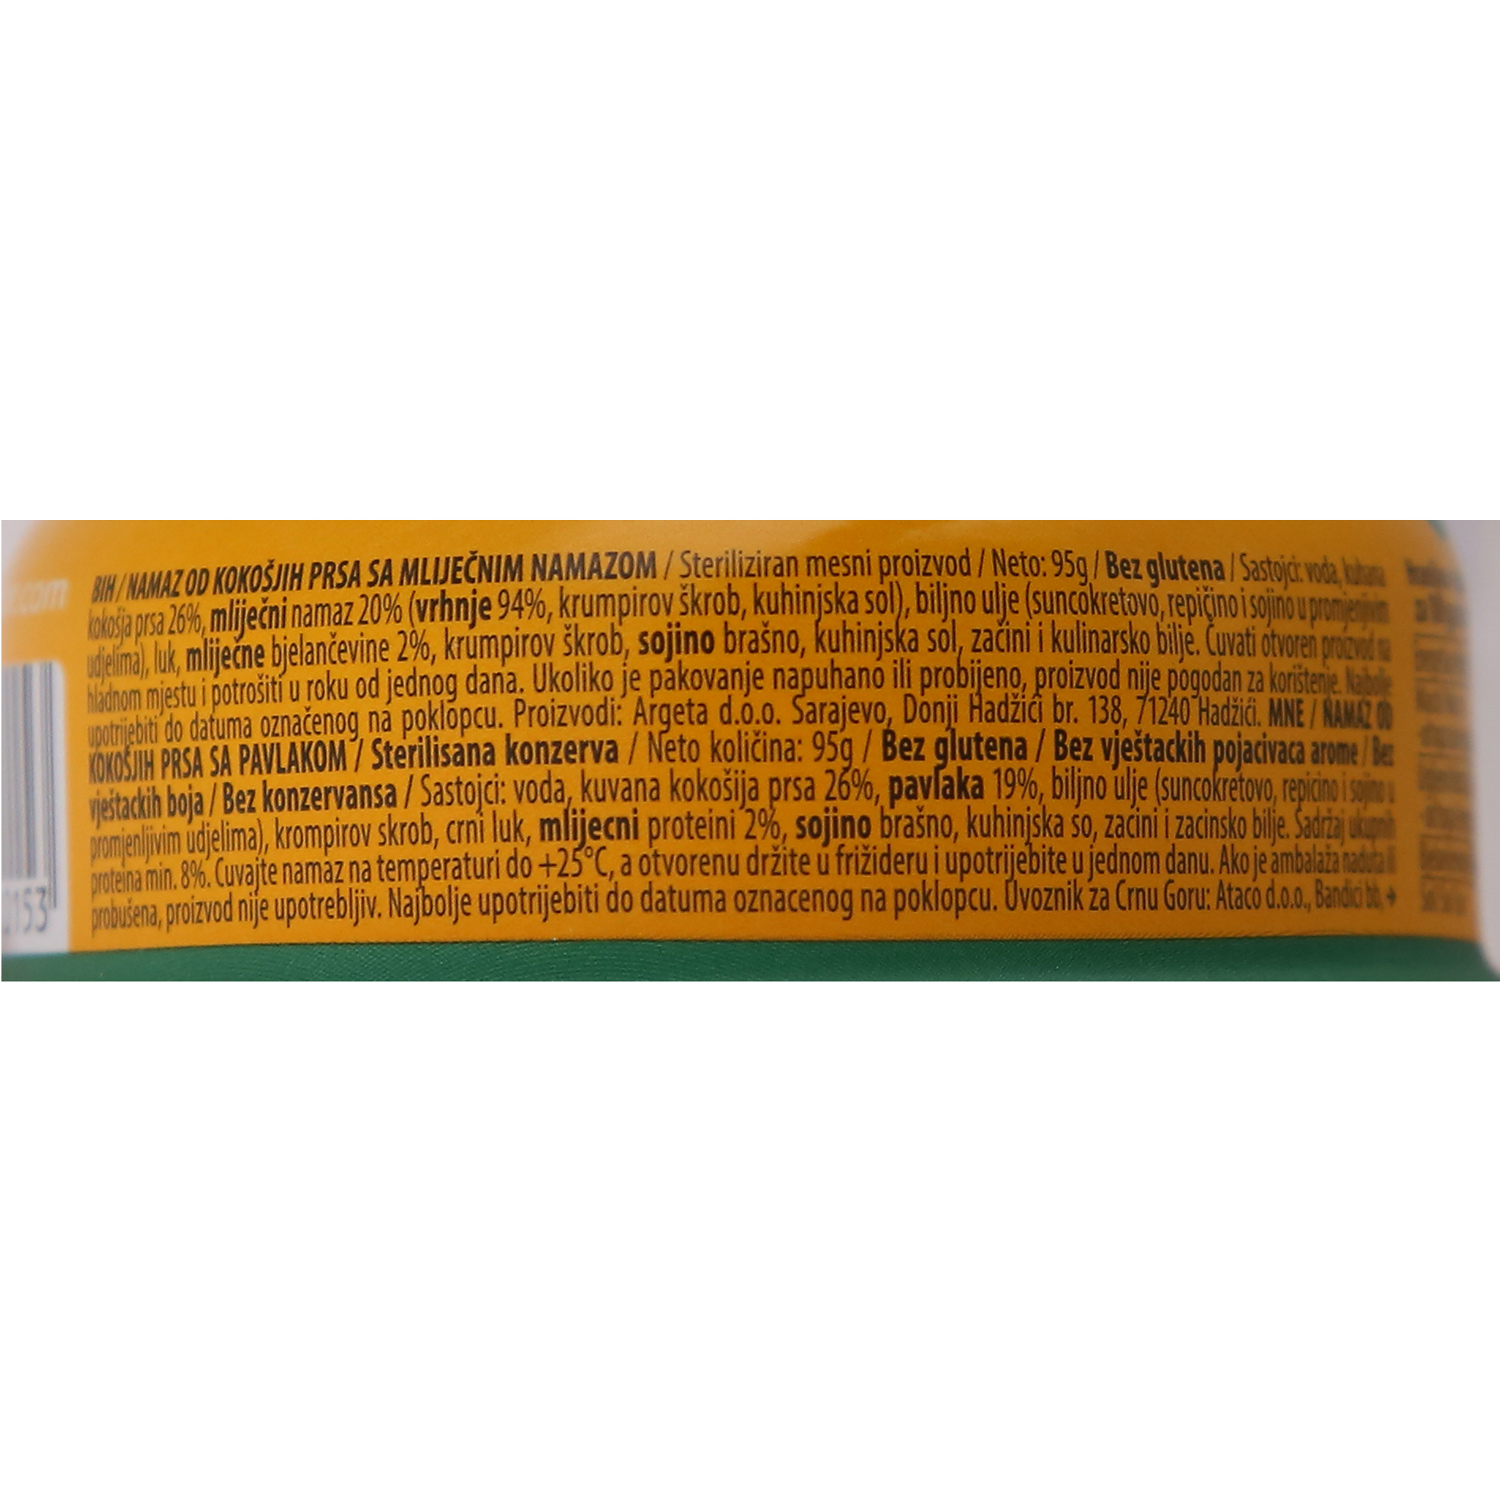 .com
BIH / NAMAZ OD KOKOŠJIH PRSA SA MLIJEČNIM NAMAZOM / Steriliziran mesni proizvod / Neto: 95g / Bez glutena / Sastojci: voda, kuhana
kokošja prsa 26%, mliječni namaz 20% (vrhnje 94%, krumpirov škrob, kuhinjska sol), biljno ulje (suncokretovo, repičino i sojino u promjenjivim
udjelima), luk, mliječne bjelančevine 2%, krumpirov škrob, sojino brašno, kuhinjska sol, začini i kulinarsko bilje. Čuvati otvoren proizvod na
hladnom mjestu i potrošiti u roku od jednog dana. Ukoliko je pakovanje napuhano ili probijeno, proizvod nije pogodan za korištenje. Najbolje
upotrijebiti do datuma označenog na poklopcu. Proizvodi: Argeta d.o.o. Sarajevo, Donji Hadžići br. 138, 71240 Hadžići. MNE / NAMAZ OD
KOKOŠJIH PRSA SA PAVLAKOM / Sterilisana konzerva / Neto količina: 95g / Bez glutena / Bez vještackih pojacivaca arome / Bez
vještackih boja / Bez konzervansa / Sastojci: voda, kuvana kokošija prsa 26%, pavlaka 19%, biljno ulje (suncokretovo, repicino i sojino u
promjenljivim udjelima), krompirov skrob, crni luk, mlijecni proteini 2%, sojino brašno, kuhinjska so, zacini i zacinsko bilje. Sadržaj ukupnih
proteina min. 8%. Cuvajte namaz na temperaturi do +25°C, a otvorenu držite u frižideru i upotrijebite u jednom danu. Ako je ambalaža naduta ili
probušena, proizvod nije upotrebljiv. Najbolje upotrijebiti do datuma oznacenog na poklopcu. Uvoznik za Crnu Goru: Ataco d.o.o., Bandici bb, →
2153